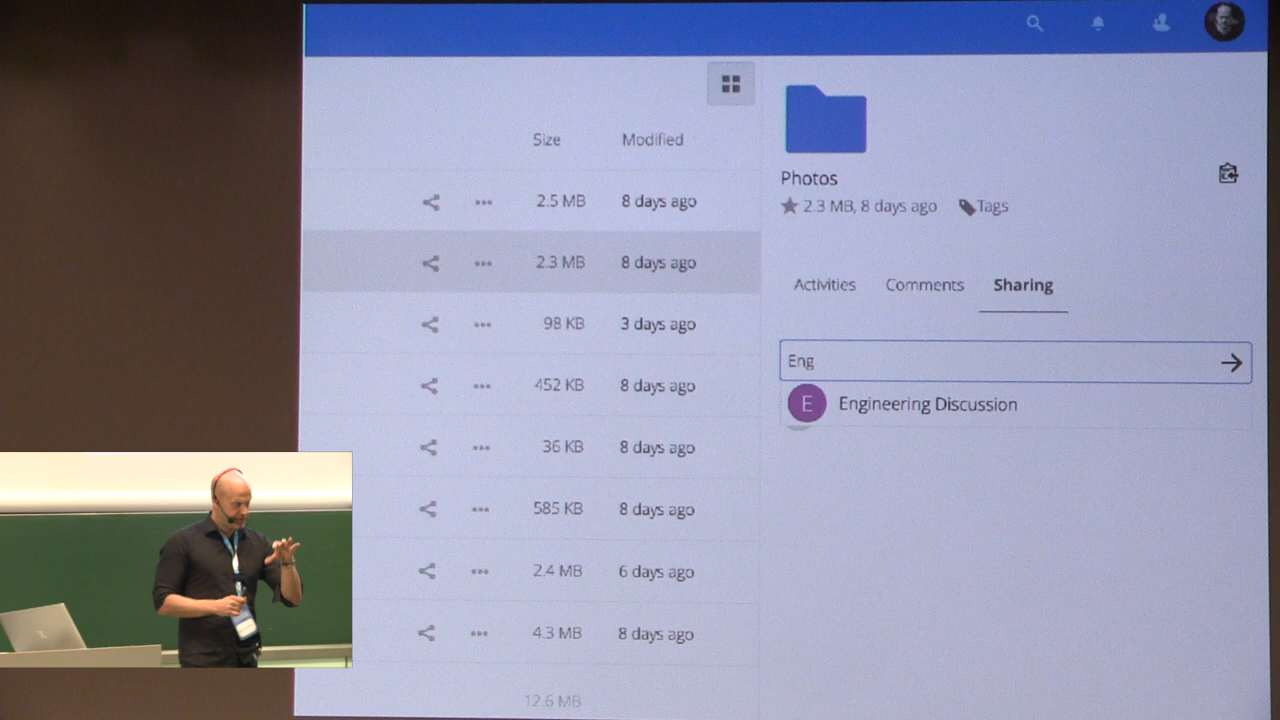 Size Modified
2.5 MB 8 days ago
2.3 MB 8 days ago
98 KB 3 days ago
452 KB 8 days ago
36 KB 8 days ago
585 KB 8 days ago
2.4 MB 6 days ago
4.3 MB 8 days ago
12.6 MB
Photos
2.3 MB, 8 days ago Tags
Activities Comments Sharing
Eng
E Engineering Discussion